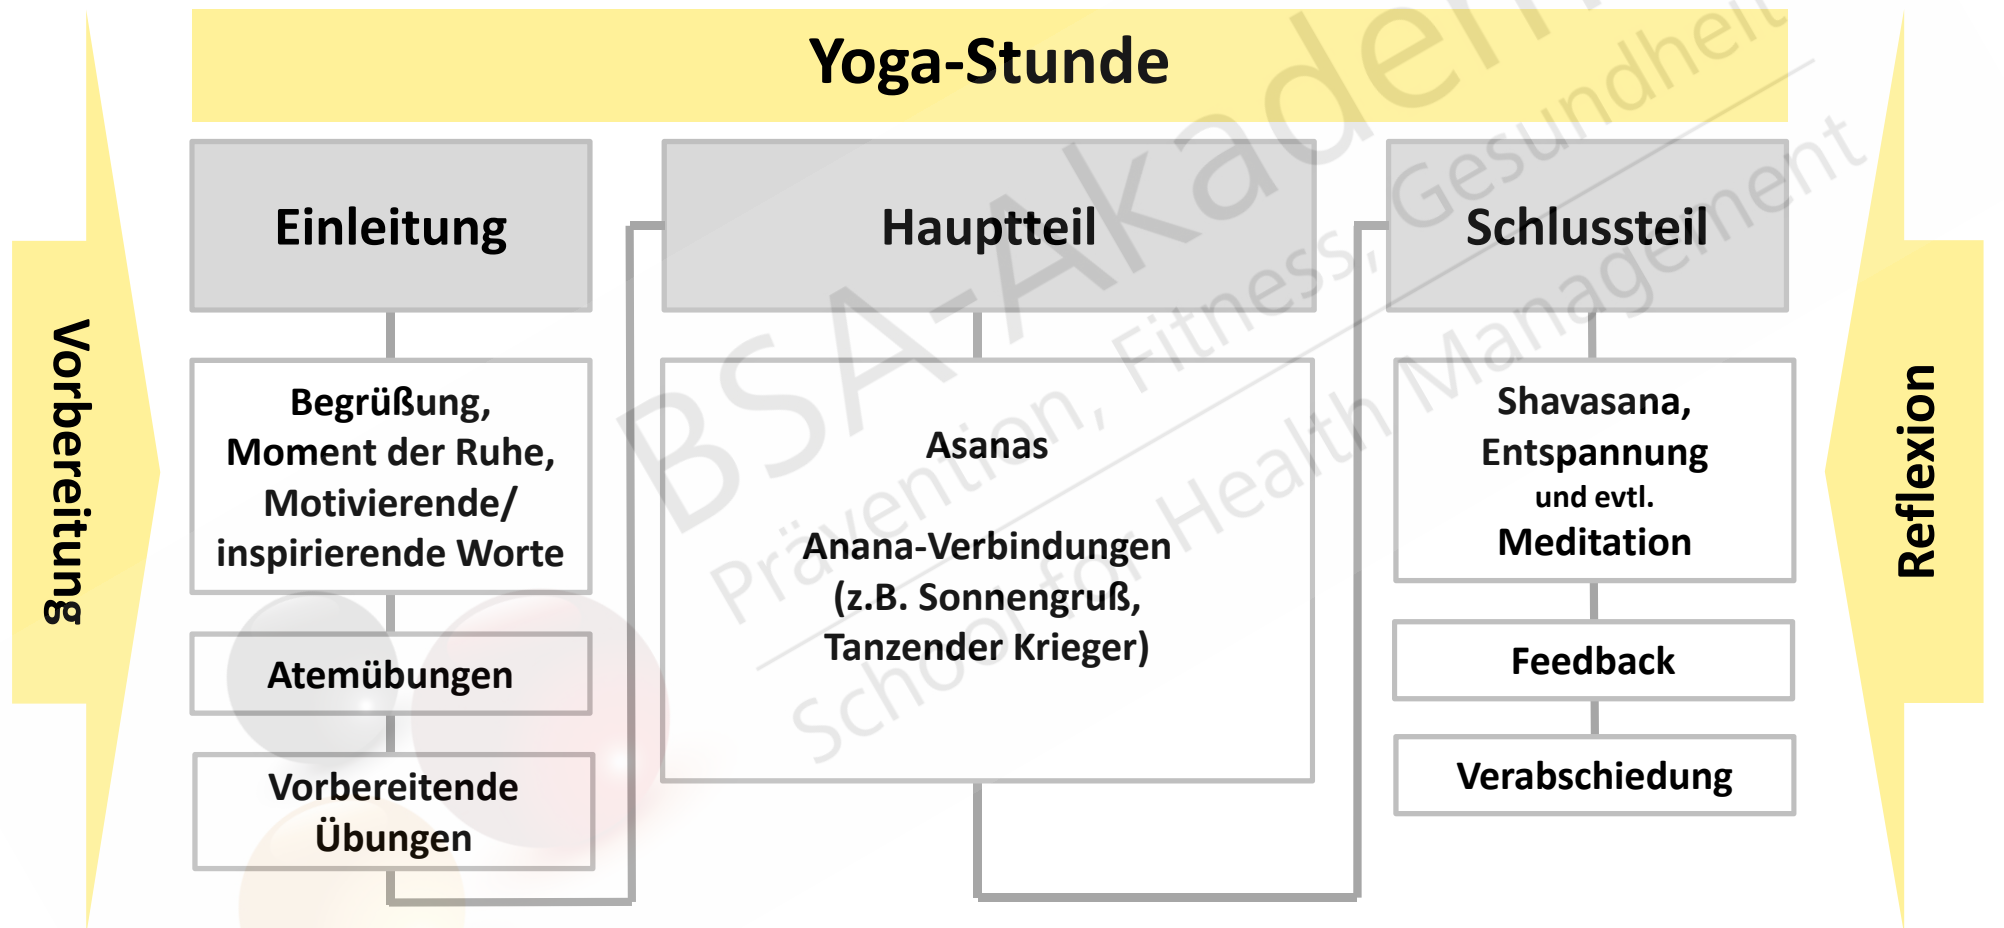 Yoga-Stunde
Vorbereitung
Einleitung
Begrüßung,
Moment der Ruhe,
Motivierende/
inspirierende Worte
Atemübungen
Vorbereitende
Übungen
Hauptteil
Asanas
Anana-Verbindungen
(z.B. Sonnengruß,
Tanzender Krieger)
Schlussteil
Shavasana,
Entspannung
und evtl.
Meditation
Feedback
Verabschiedung
Reflexion
BSA-Akadem
Prävention, Fitness, Gesundheit
School for Health Management